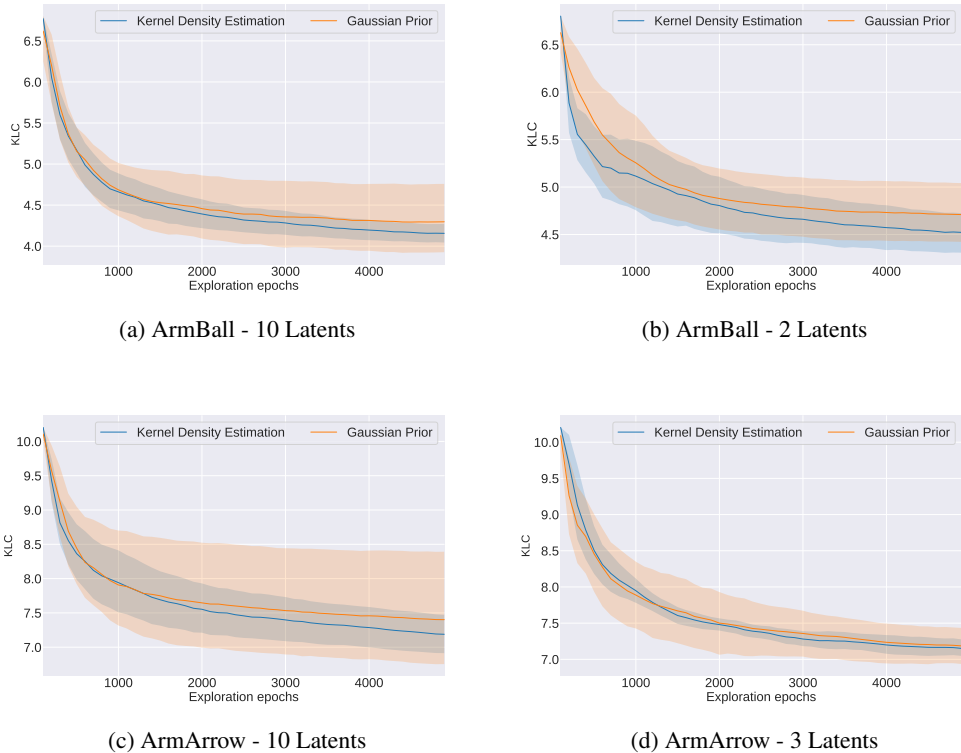 Kernel Density Estimation Gaussian Prior
6.5
6.0
5.5
5.0
4.5
4.0
KLC
1000 2000 3000 4000
Exploration epochs
(a) ArmBall - 10 Latents
Kernel Density Estimation Gaussian Prior
6.5
6.0
5.5
5.0
4.5
KLC
1000 2000 3000 4000
Exploration epochs
(b) ArmBall - 2 Latents
Kernel Density Estimation Gaussian Prior
10.0
9.5
9.0
8.5
8.0
7.5
7.0
KLC
1000 2000 3000 4000
Exploration epochs
(c) ArmArrow - 10 Latents
Kernel Density Estimation Gaussian Prior
10.0
9.5
9.0
8.5
8.0
7.5
7.0
KLC
1000 2000 3000 4000
Exploration epochs
(d) ArmArrow - 3 Latents